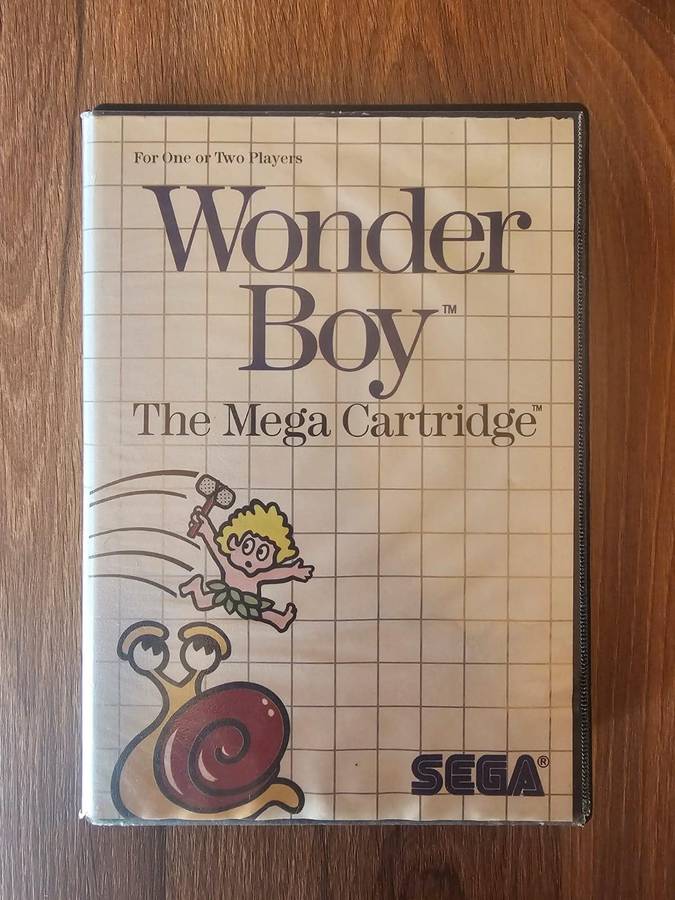 For One or Two Players
Wonder
Boy™
The Mega Cartridge™
SEGA®